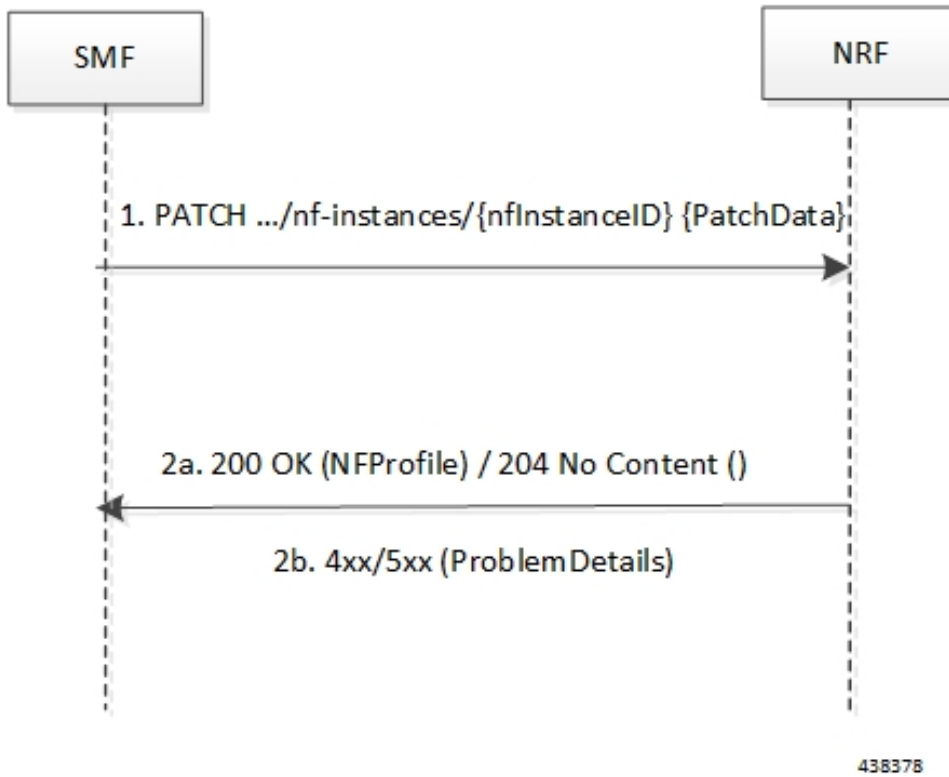 SMF
NRF
1. PATCH .../nf-instances/{nfInstanceID} {PatchData}
2a. 200 OK (NFProfile) / 204 No Content ()
2b. 4xx/5xx (ProblemDetails)
438378